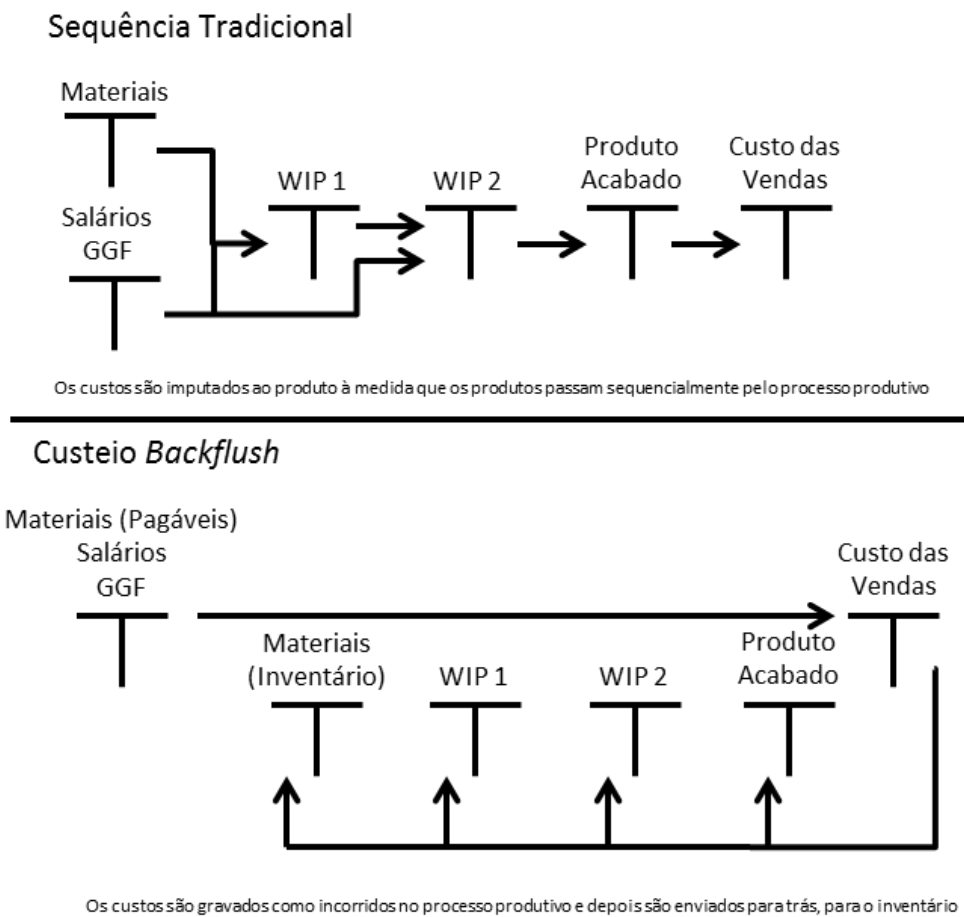 Sequência Tradicional
Materiais
Salários
GGF
WIP 1
WIP 2
Produto
Acabado
Custo das
Vendas
Os custos são imputados ao produto à medida que os produtos passam sequencialmente pelo processo produtivo
Custeio Backflush
Materiais (Pagáveis)
Salários
GGF
Materiais
(Inventário)
WIP 1
WIP 2
Produto
Acabado
Custo das
Vendas
Os custos são gravados como incorridos no processo produtivo e depois são enviados para trás, para o inventário